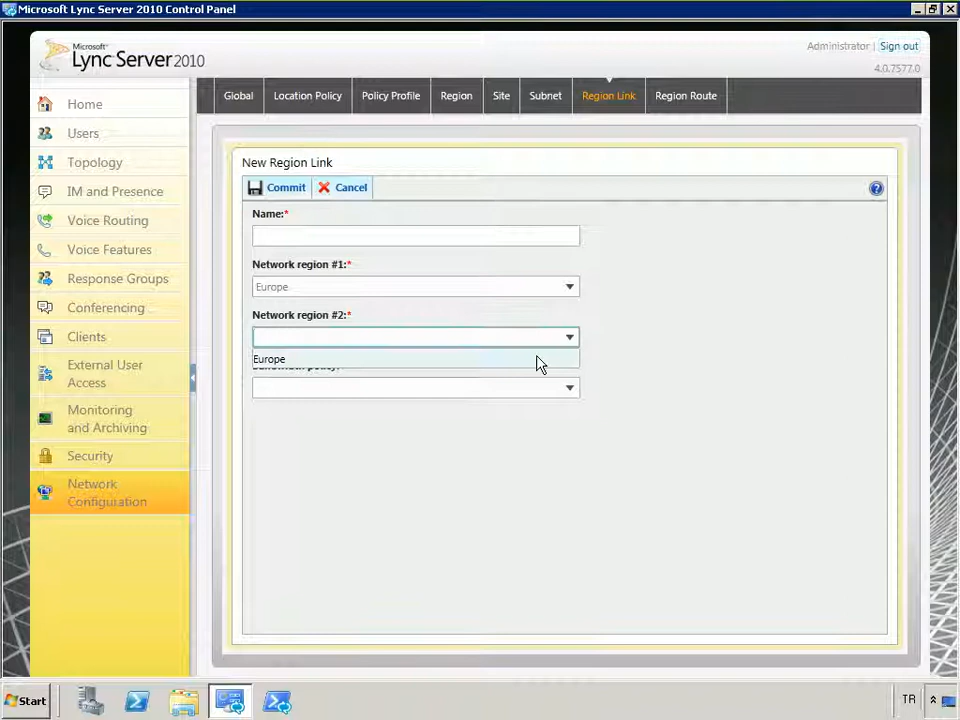 Microsoft Lync Server 2010 Control Panel
Microsoft®
Lync Server 2010
Administrator | Sign out
4.0.7577.0
Home
Users
Topology
IM and Presence
Voice Routing
Voice Features
Response Groups
Conferencing
Clients
External User
Access
Monitoring
and Archiving
Security
Network
Configuration
Global
Location Policy
Policy Profile
Region
Site
Subnet
Region Link
Region Route
New Region Link
Commit
Cancel
?
Name:*
Network region #1:*
Europe
Network region #2:*
Europe
Start
TR